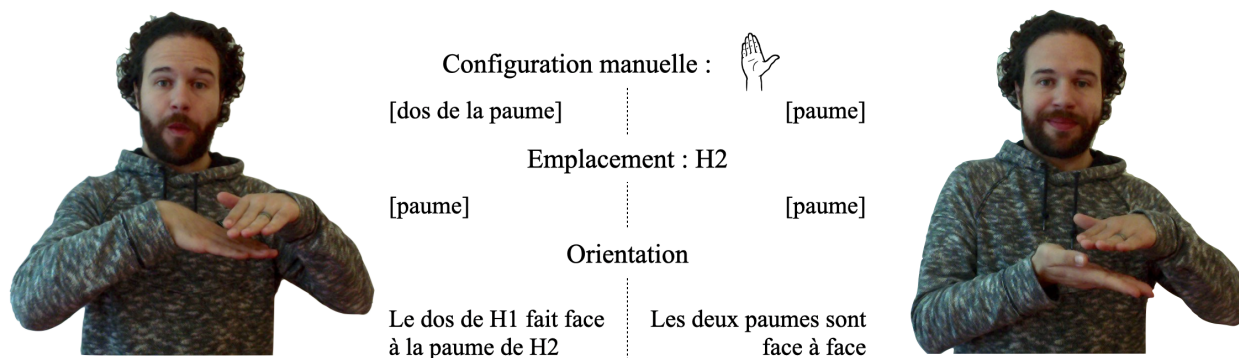 Configuration manuelle :
[dos de la paume] [paume]
Emplacement : H2
[paume] [paume]
Orientation
Le dos de H1 fait face Les deux paumes sont
à la paume de H2 face à face